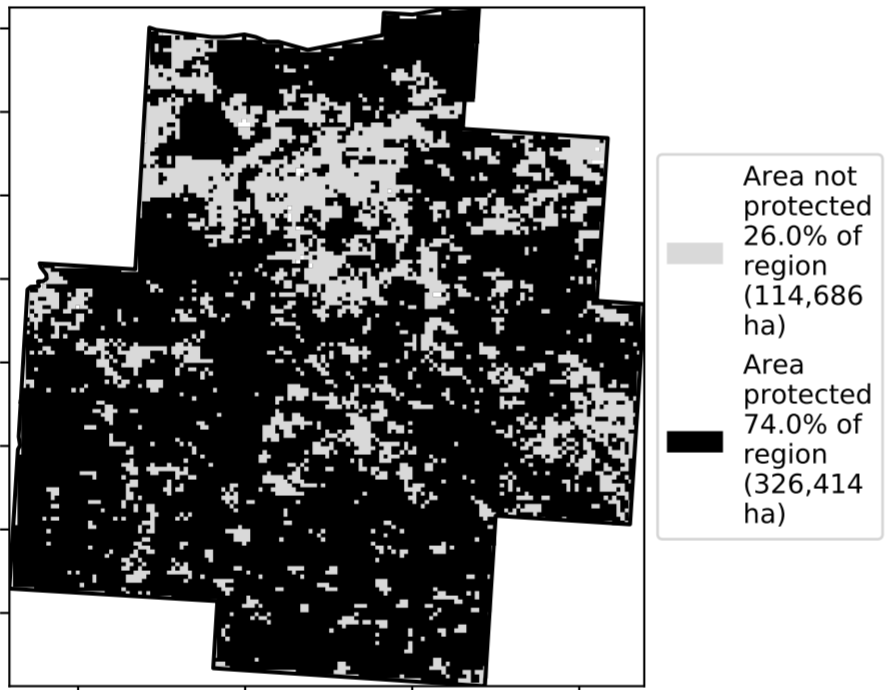 Area not
protected
26.0% of
region
(114,686
ha)
Area
protected
74.0% of
region
(326,414
ha)